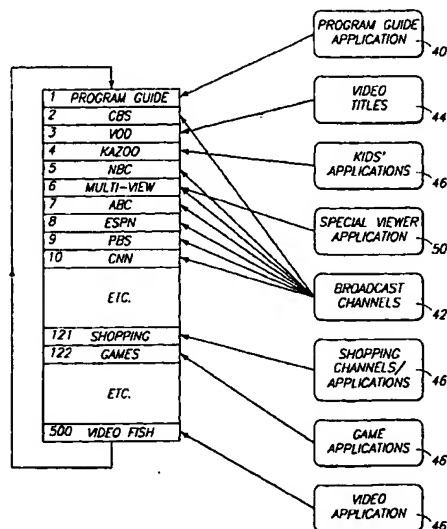 1 PROGRAM GUIDE
2 CBS
3 VOD
4 KAZOO
5 NBC
6 MULTI-VIEW
7 ABC
8 ESPN
9 PBS
10 CNN
ETC.
121 SHOPPING
122 GAMES
ETC.
500 VIDEO FISH
PROGRAM GUIDE
APPLICATION
40
VIDEO
TITLES
44
KIDS'
APPLICATIONS
46
SPECIAL VIEWER
APPLICATION
50
BROADCAST
CHANNELS
42
SHOPPING
CHANNELS/
APPLICATIONS
46
GAME
APPLICATIONS
46
VIDEO
APPLICATION
46